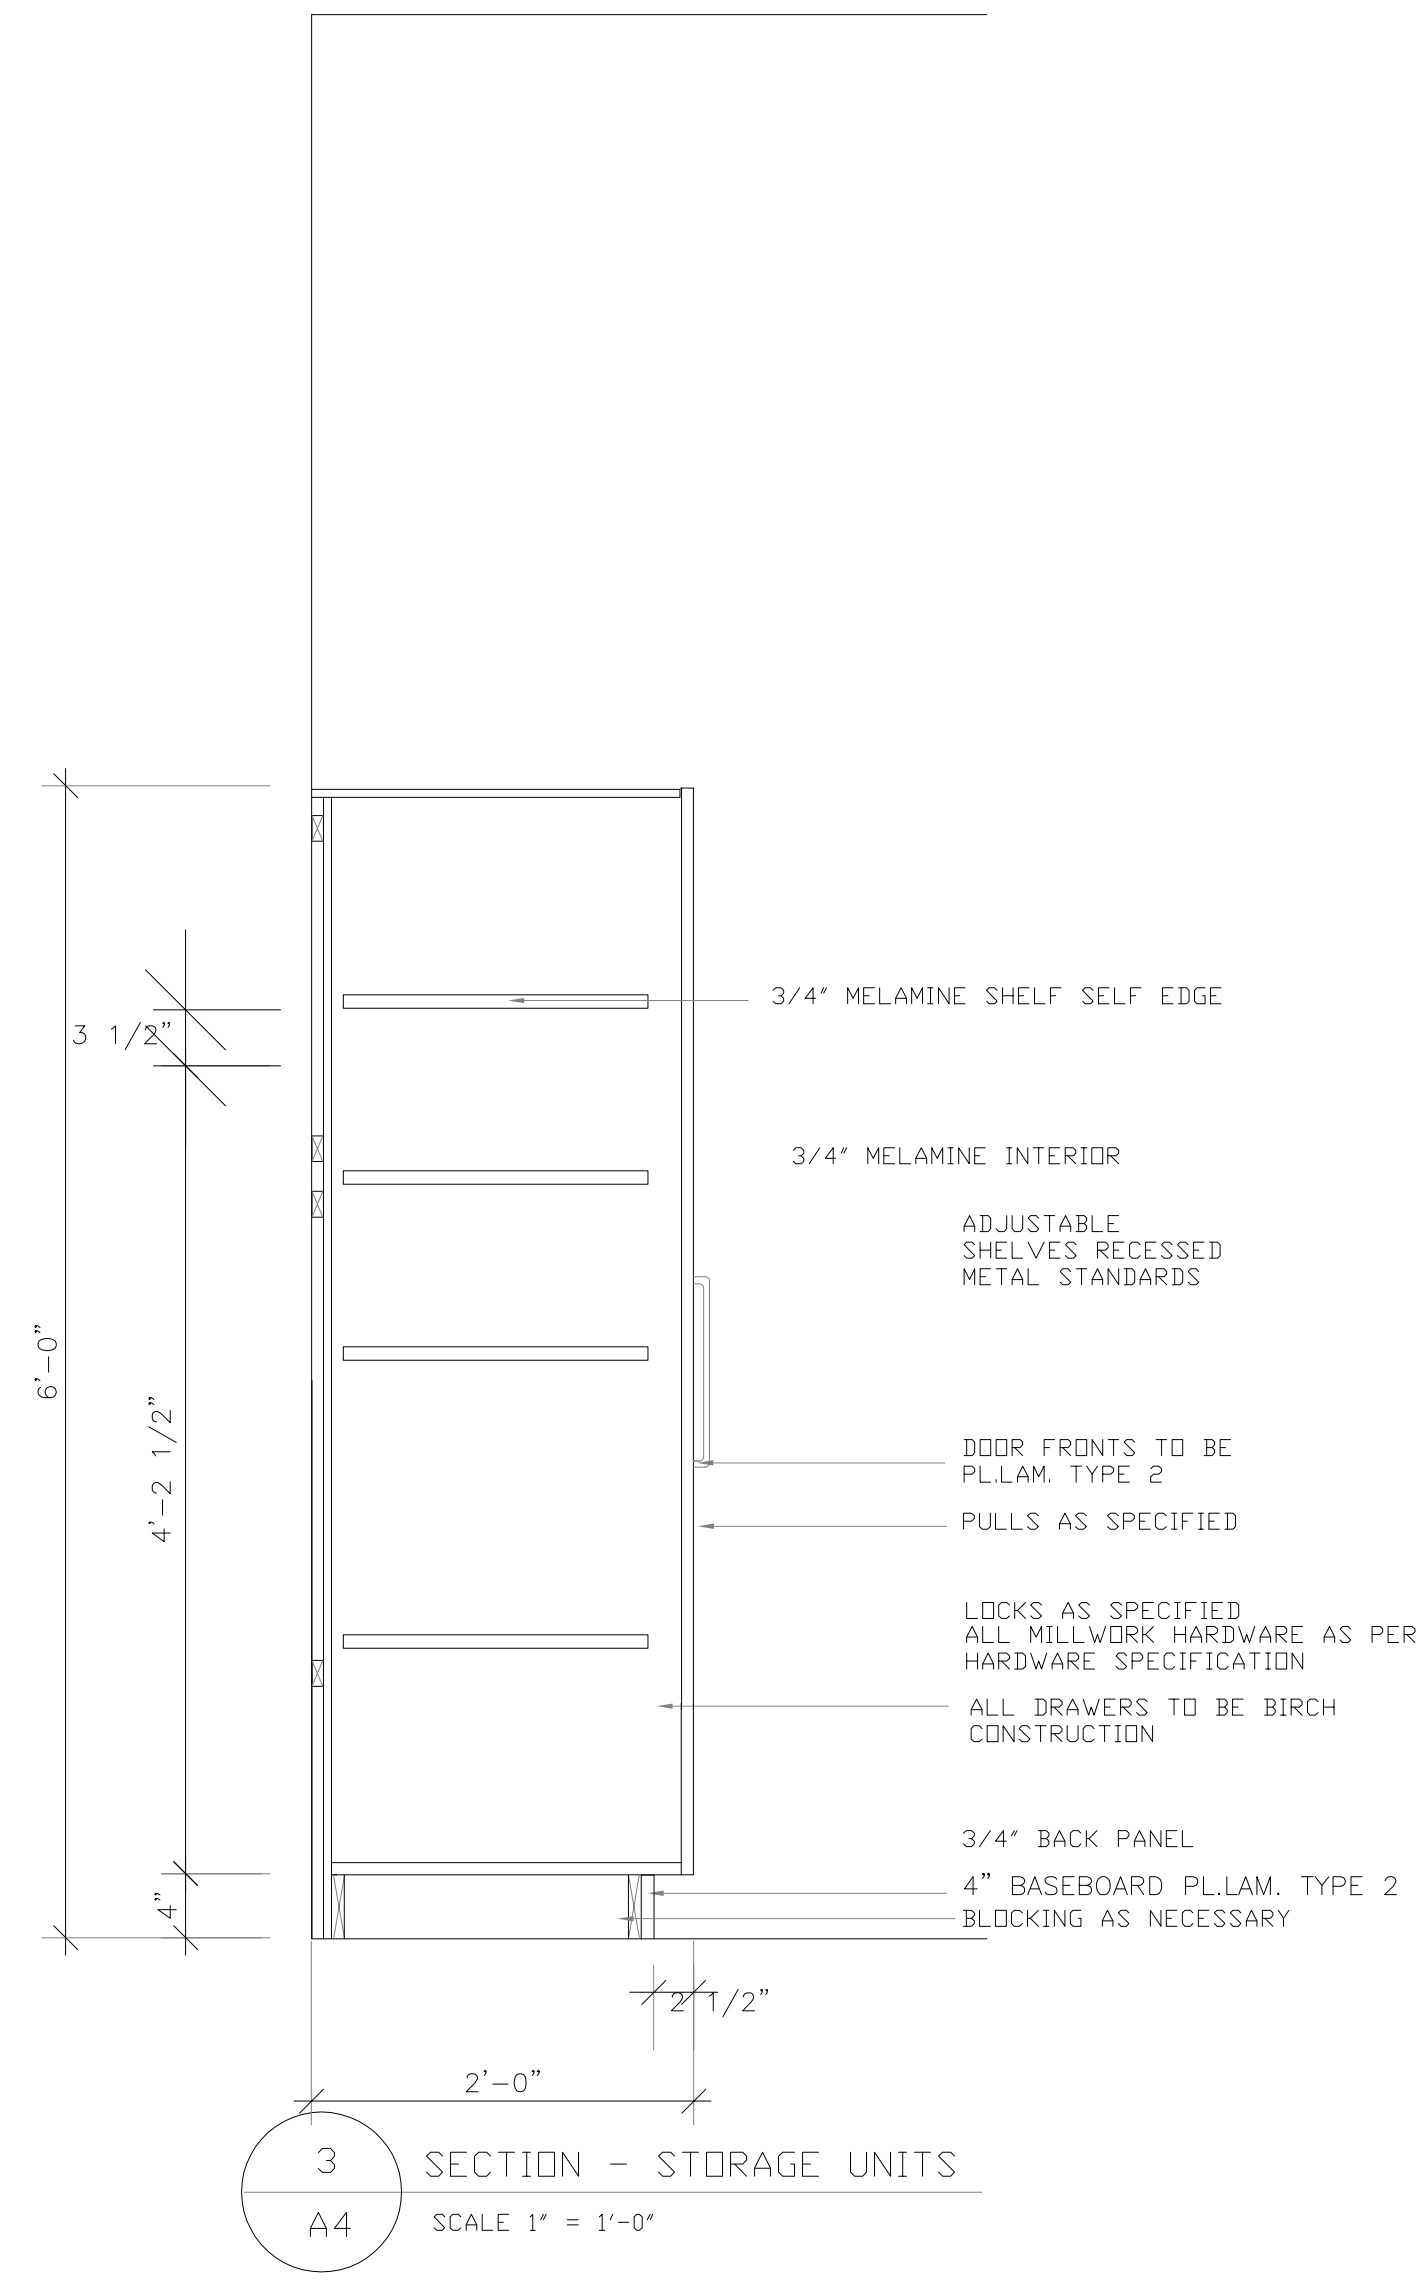 3/4" MELAMINE SHELF SELF EDGE
3 1/2"
3/4" MELAMINE INTERIOR
ADJUSTABLE
SHELVES RECESSED
METAL STANDARDS
6'-0"
4'-2 1/2"
DOOR FRONTS TO BE
PL.LAM. TYPE 2
PULLS AS SPECIFIED
LOCKS AS SPECIFIED
ALL MILLWORK HARDWARE AS PER
HARDWARE SPECIFICATION
ALL DRAWERS TO BE BIRCH
CONSTRUCTION
3/4" BACK PANEL
4" BASEBOARD PL.LAM. TYPE 2
4"
BLOCKING AS NECESSARY
2 1/2"
2'-0"
3
SECTION - STORAGE UNITS
A4
SCALE 1" = 1'-0"